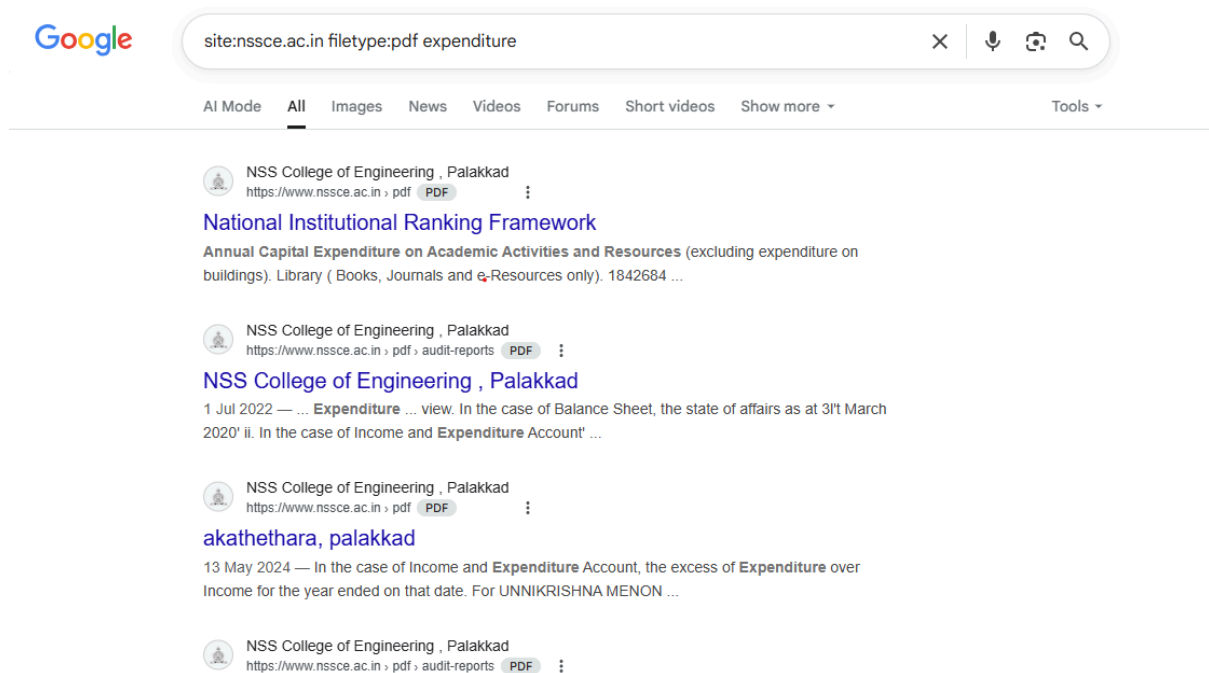 Google
site:nssce.ac.in filetype:pdf expenditure
AI Mode All Images News Videos Forums Short videos Show more Tools
NSS College of Engineering , Palakkad
https://www.nssce.ac.in › pdf PDF
National Institutional Ranking Framework
Annual Capital Expenditure on Academic Activities and Resources (excluding expenditure on
buildings). Library ( Books, Journals and e-Resources only). 1842684 ...
NSS College of Engineering , Palakkad
https://www.nssce.ac.in › pdf › audit-reports PDF
NSS College of Engineering , Palakkad
1 Jul 2022 — ... Expenditure ... view. In the case of Balance Sheet, the state of affairs as at 3l't March
2020' ii. In the case of Income and Expenditure Account' ...
NSS College of Engineering , Palakkad
https://www.nssce.ac.in › pdf PDF
akathethara, palakkad
13 May 2024 — In the case of Income and Expenditure Account, the excess of Expenditure over
Income for the year ended on that date. For UNNIKRISHNA MENON ...
NSS College of Engineering , Palakkad
https://www.nssce.ac.in › pdf › audit-reports PDF